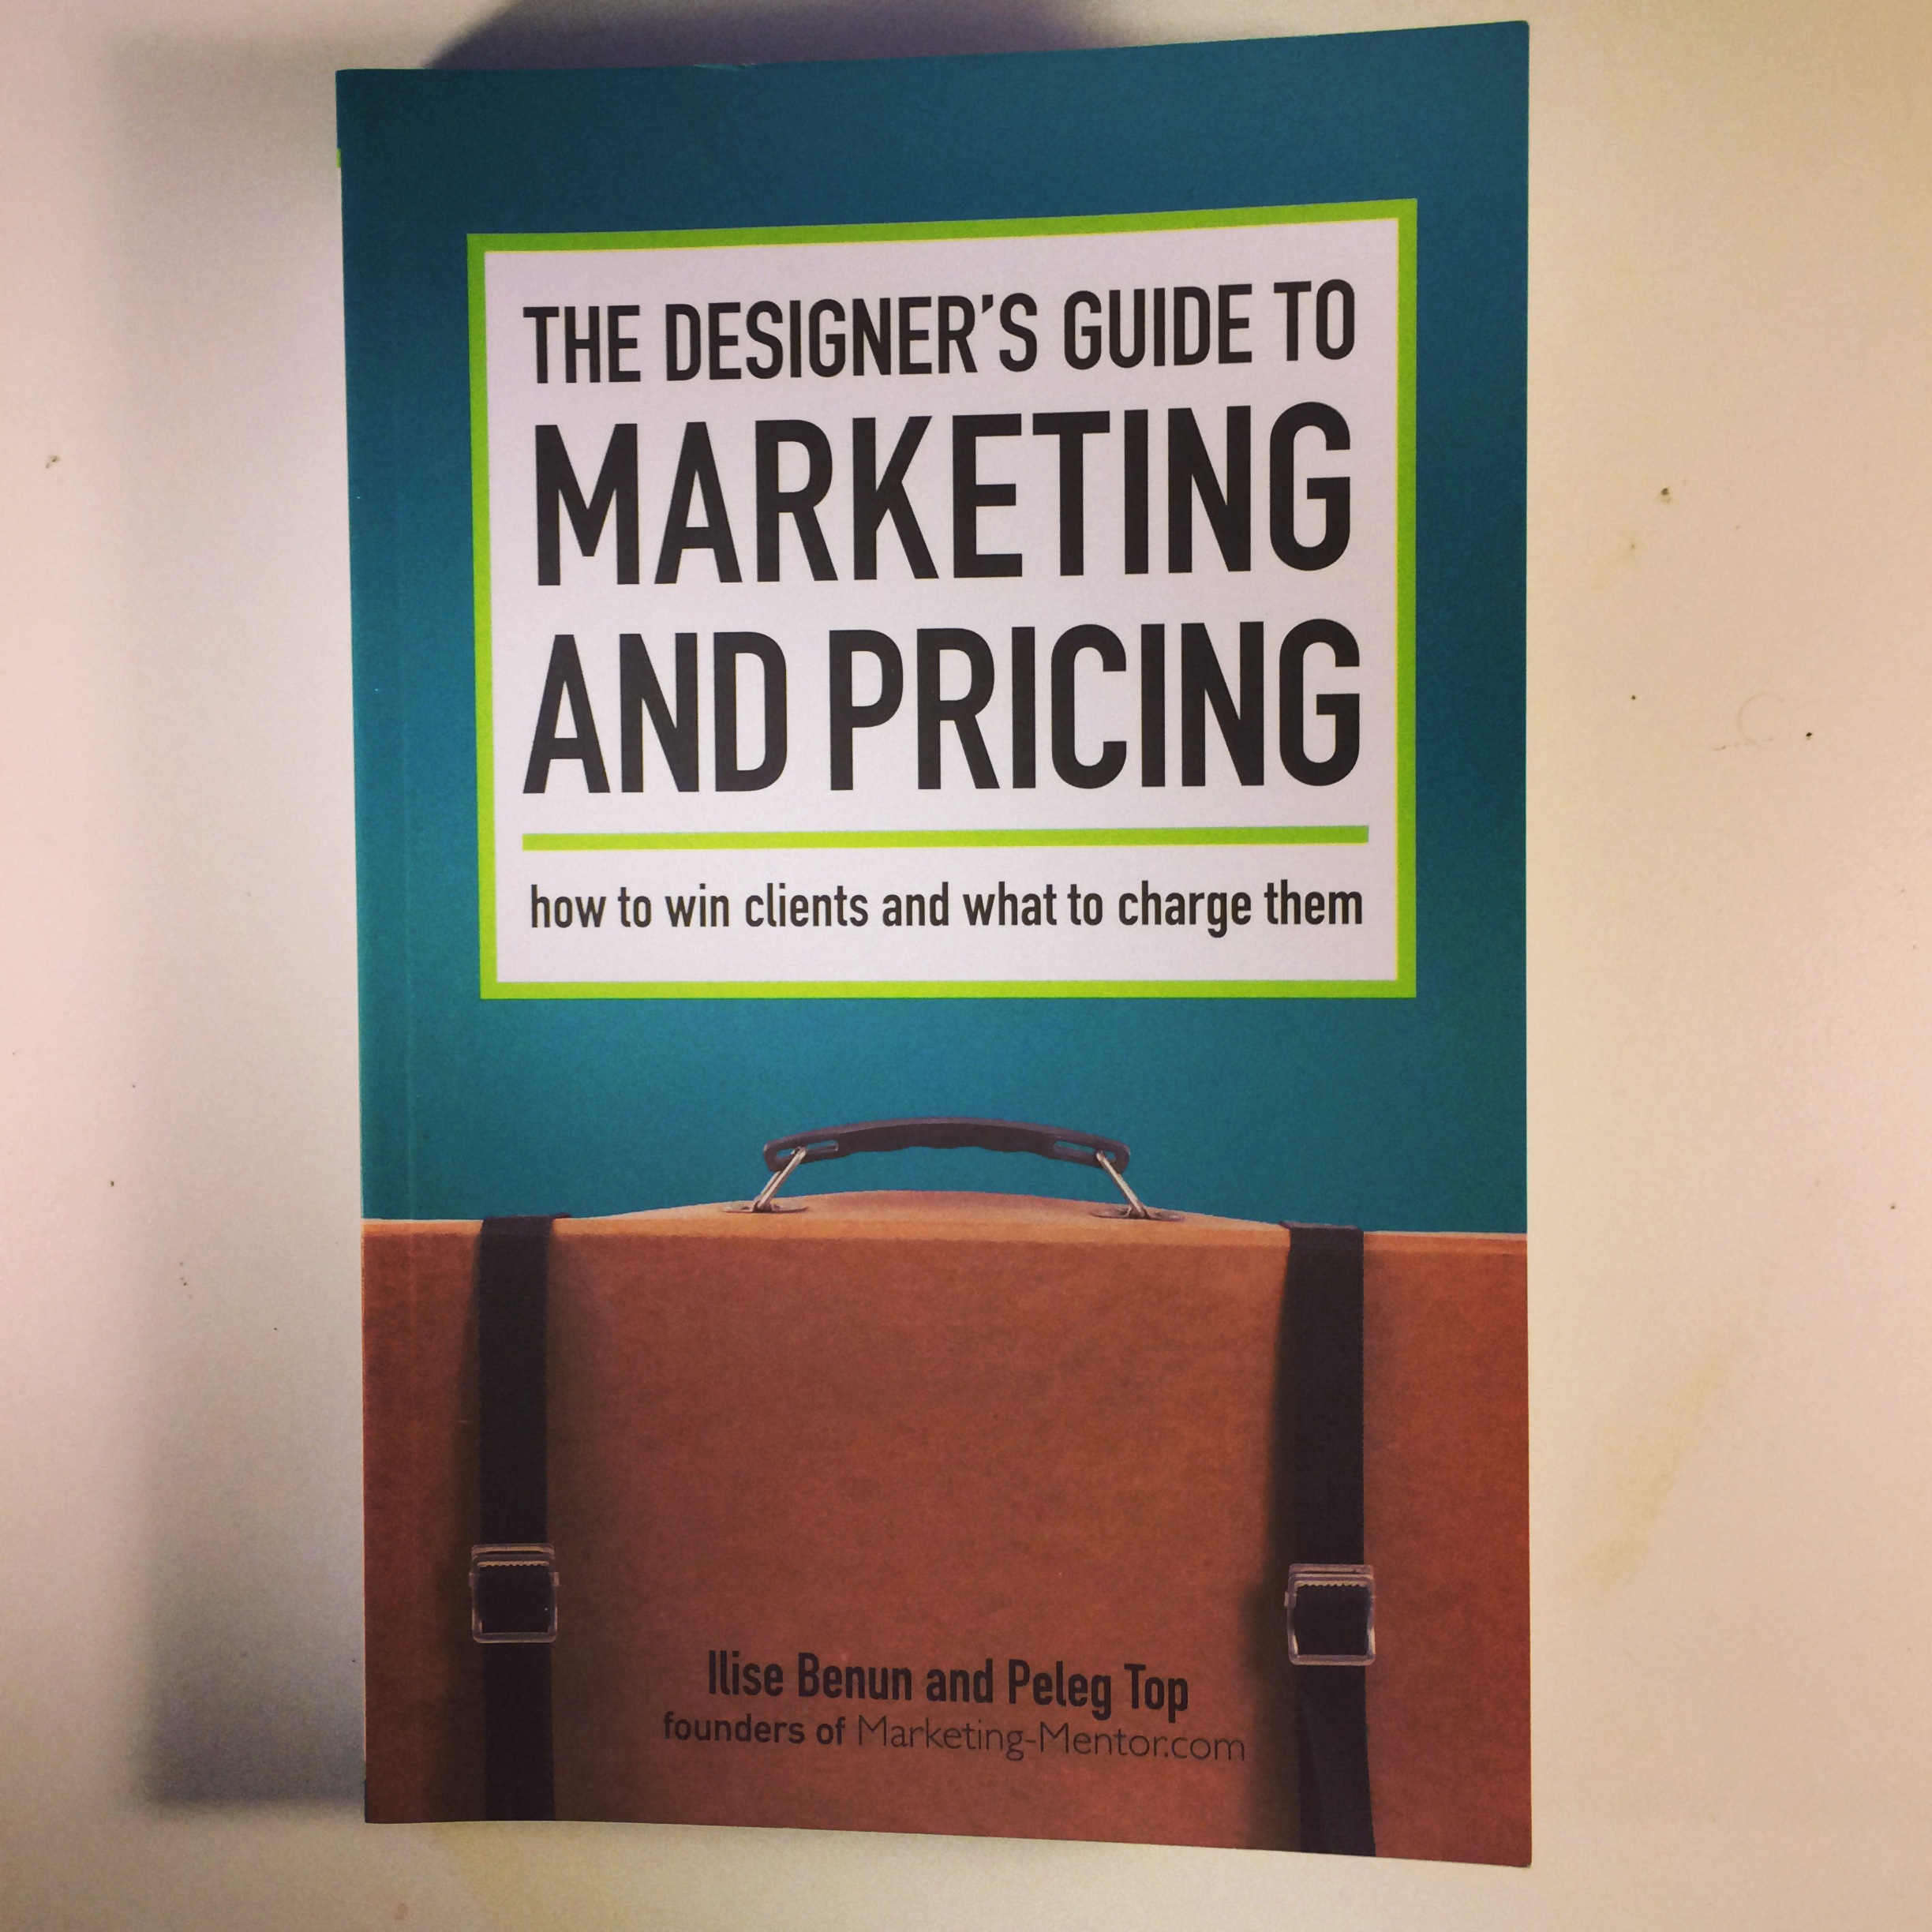 THE DESIGNER'S GUIDE TO
MARKETING
AND PRICING
how to win clients and what to charge them
Ilise Benun and Peleg Top
founders of Marketing-Mentor.com